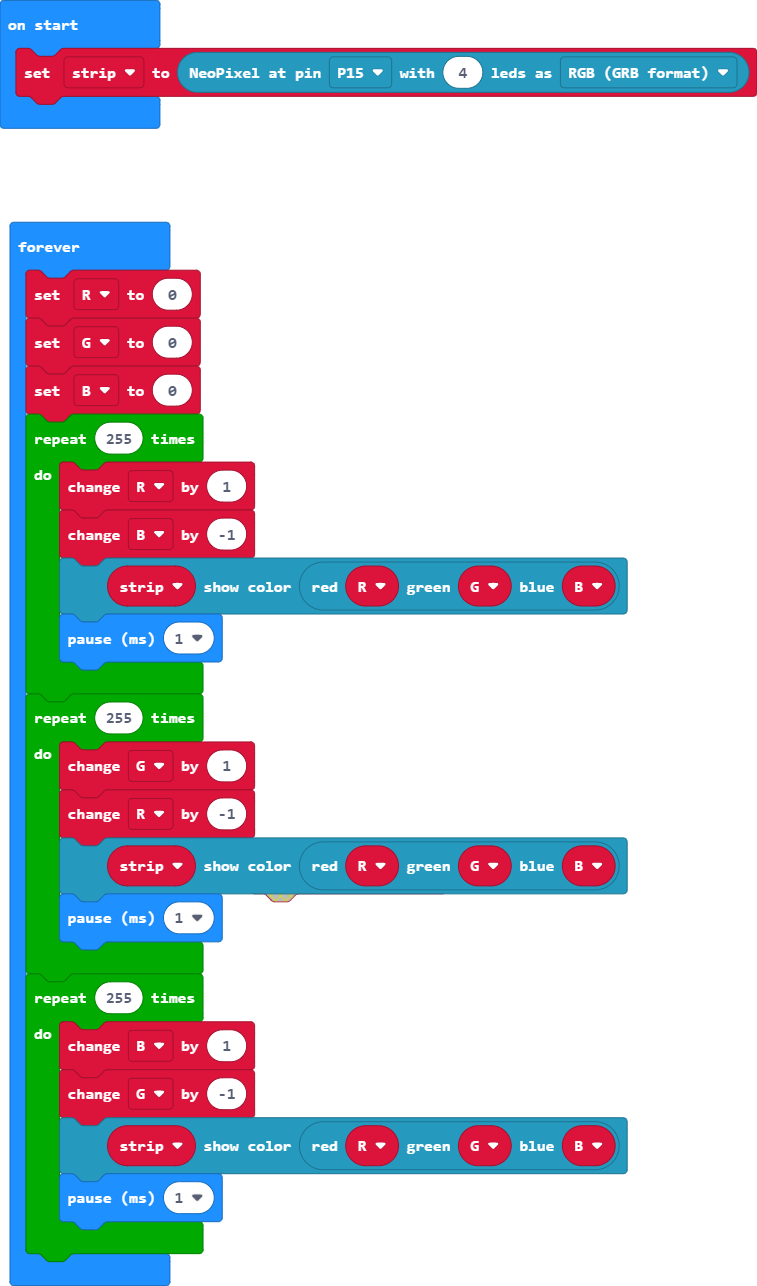 on start
set strip to NeoPixel at pin P15 with 4 leds as RGB (GRB format)
forever
set R to 0
set G to 0
set B to 0
repeat 255 times
do
change R by 1
change B by -1
strip show color red R green G blue B
pause (ms) 1
repeat 255 times
do
change G by 1
change R by -1
strip show color red R green G blue B
pause (ms) 1
repeat 255 times
do
change B by 1
change G by -1
strip show color red R green G blue B
pause (ms) 1